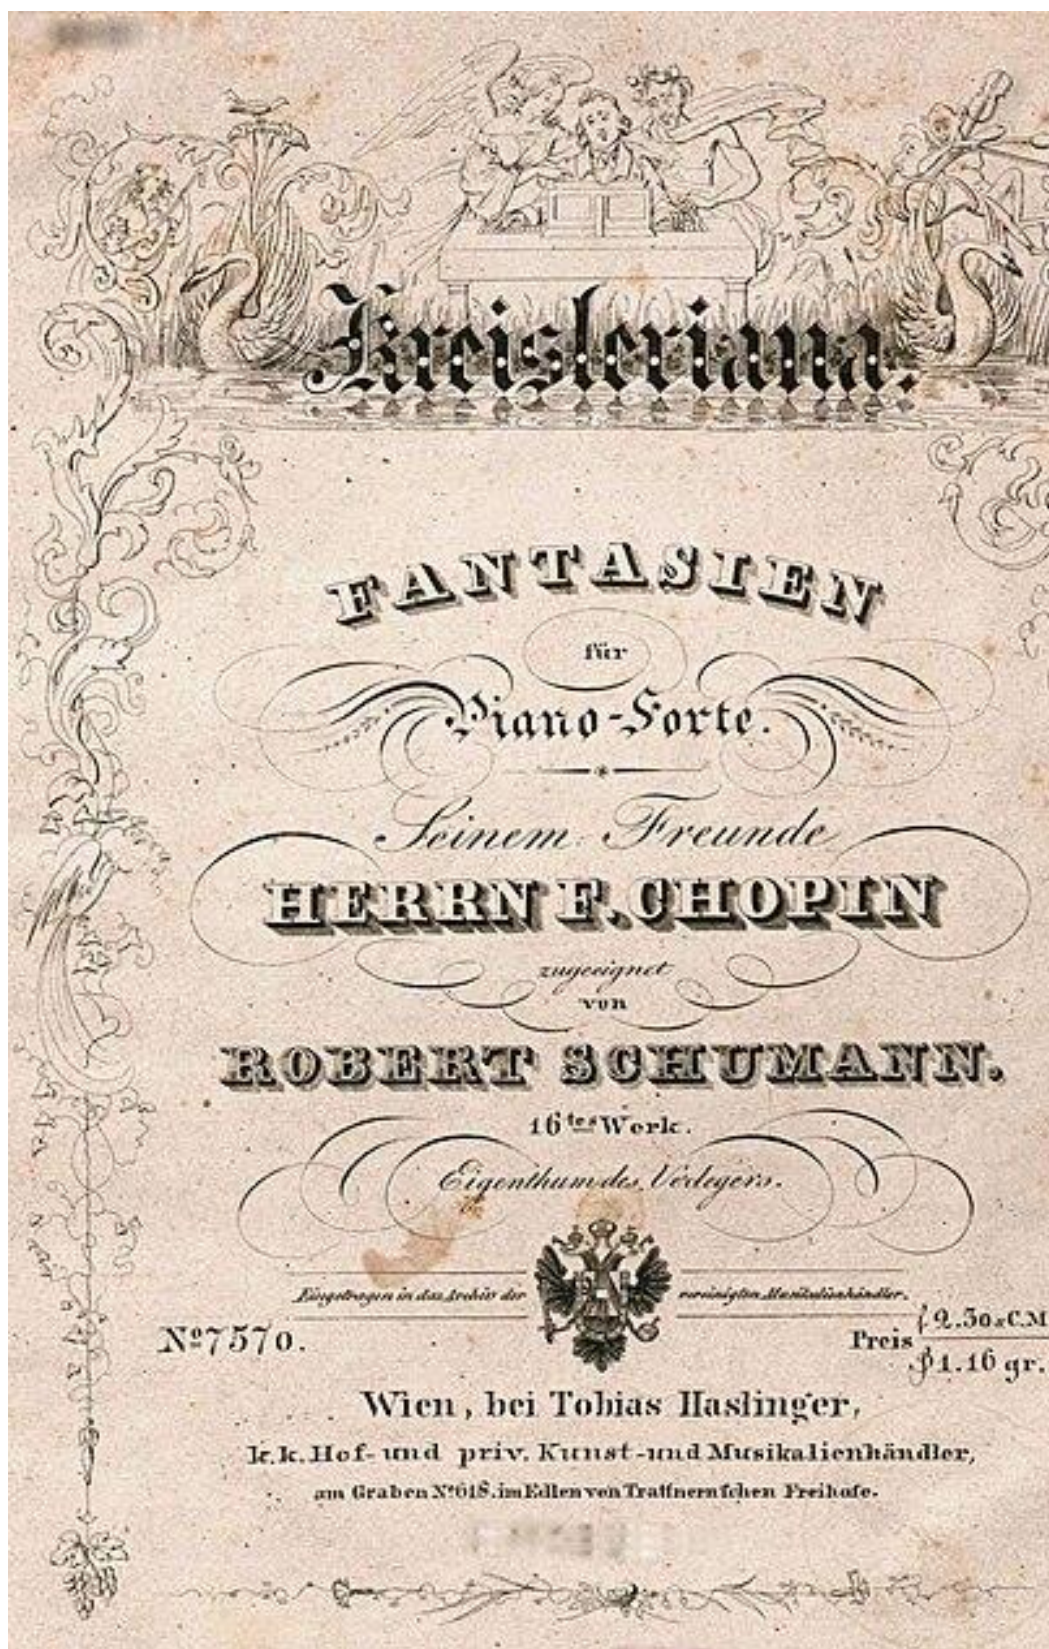 Kreisleriana.
FANTASIEN
für
Piano-Forte.
Seinem Freunde
HERRN F. CHOPIN
zugeeignet
von
ROBERT SCHUMANN.
16tes Werk.
Eigenthum des Verlegers.
Eingetragen in das Archiv der vereinigten Musikalienhändler.
No 7570.
Preis
f 2.30 x C.M
1.16 gr.
Wien, bei Tobias Haslinger,
k.k. Hof- und priv. Kunst- und Musikalienhändler,
am Graben No 618. im Edlen von Trattnern'schen Freihofe.